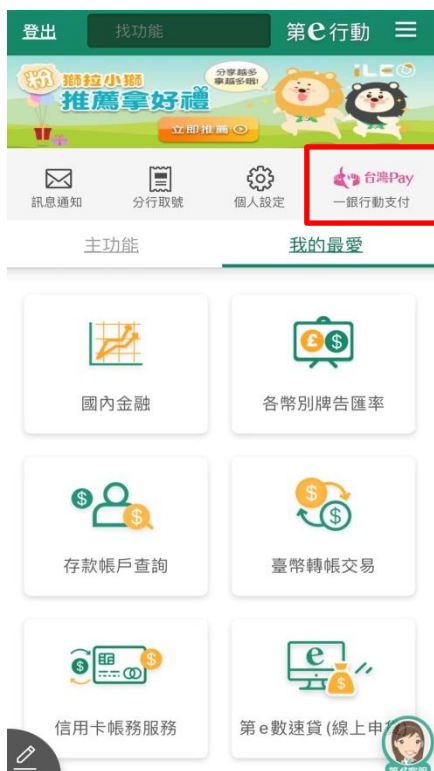 登出
找功能
第e行動
粉
獅拉小獅
推薦拿好禮
分享越多
享越多哦!
iLEO
立即推薦
訊息通知
分行取號
個人設定
台灣Pay
一銀行動支付
主功能
我的最愛
國內金融
各幣別牌告匯率
存款帳戶查詢
臺幣轉帳交易
信用卡帳務服務
第e數速貸(線上申